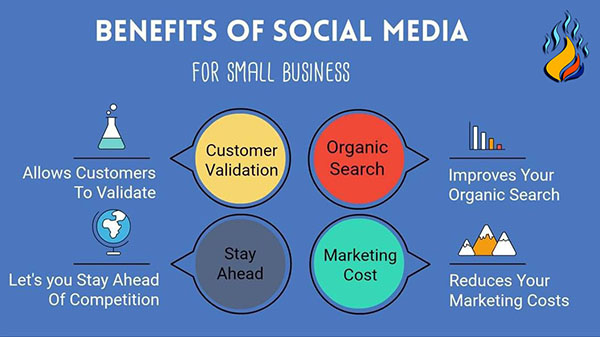 BENEFITS OF SOCIAL MEDIA
FOR SMALL BUSINESS
Customer
Validation
Organic
Search
Allows Customers
To Validate
Improves Your
Organic Search
Stay
Ahead
Marketing
Cost
Let's you Stay Ahead
Of Competition
Reduces Your
Marketing Costs